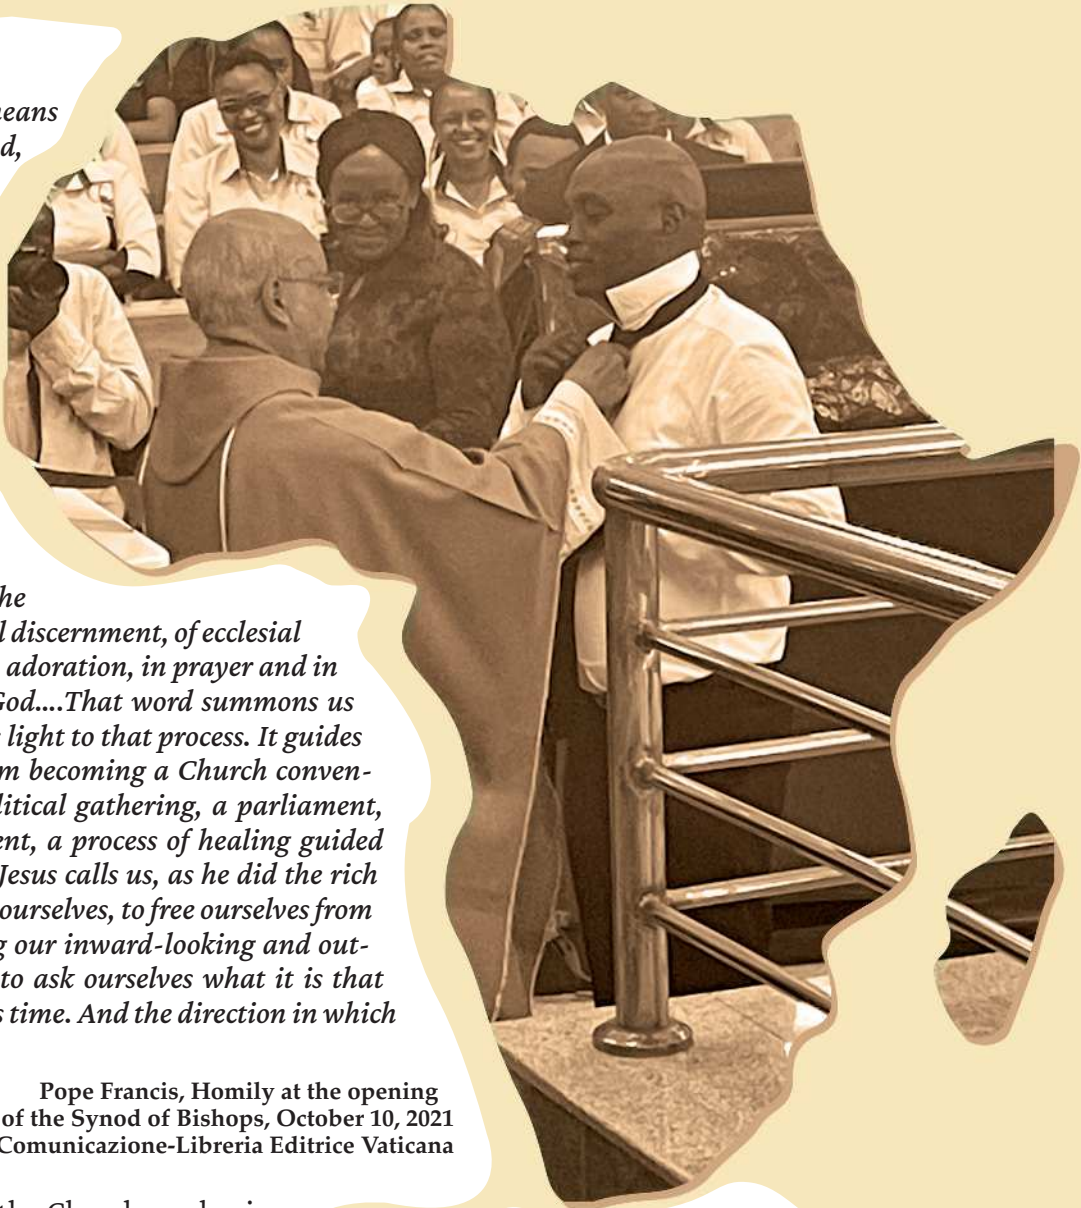 d,
he
discernment, of ecclesial
adoration, in prayer and in
God....That word summons us
light to that process. It guides
m becoming a Church conven-
litical gathering, a parliament,
ent, a process of healing guided
Jesus calls us, as he did the rich
ourselves, to free ourselves from
g our inward-looking and out-
to ask ourselves what it is that
s time. And the direction in which
Pope Francis, Homily at the opening
of the Synod of Bishops, October 10, 2021
Comunicazione-Libreria Editrice Vaticana